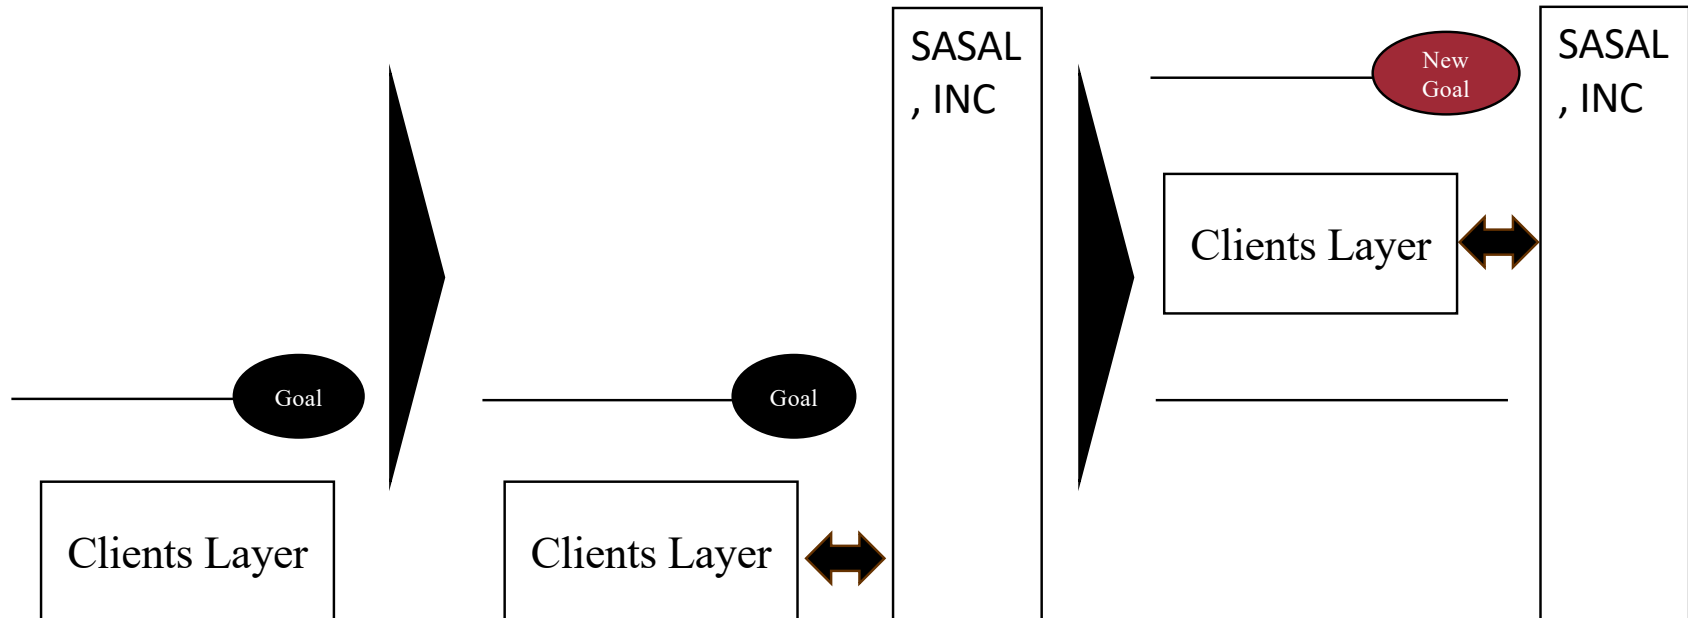 Goal
Clients Layer
Goal
Clients Layer
SASAL
, INC
New
Goal
Clients Layer
SASAL
, INC